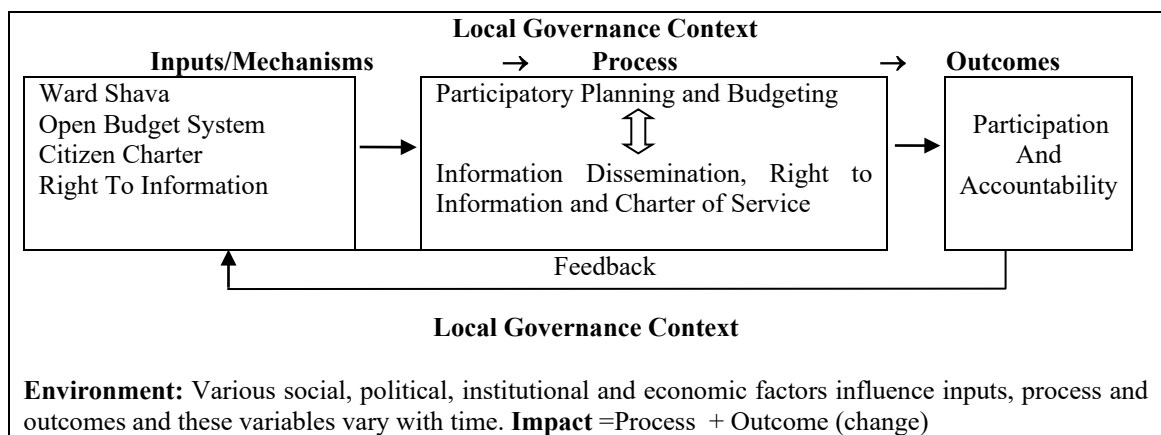 Local Governance Context
Inputs/Mechanisms → Process → Outcomes
Ward Shava
Open Budget System
Citizen Charter
Right To Information
Participatory Planning and Budgeting
Information Dissemination, Right to
Information and Charter of Service
Participation
And
Accountability
Feedback
Local Governance Context
Environment: Various social, political, institutional and economic factors influence inputs, process and
outcomes and these variables vary with time. Impact =Process + Outcome (change)